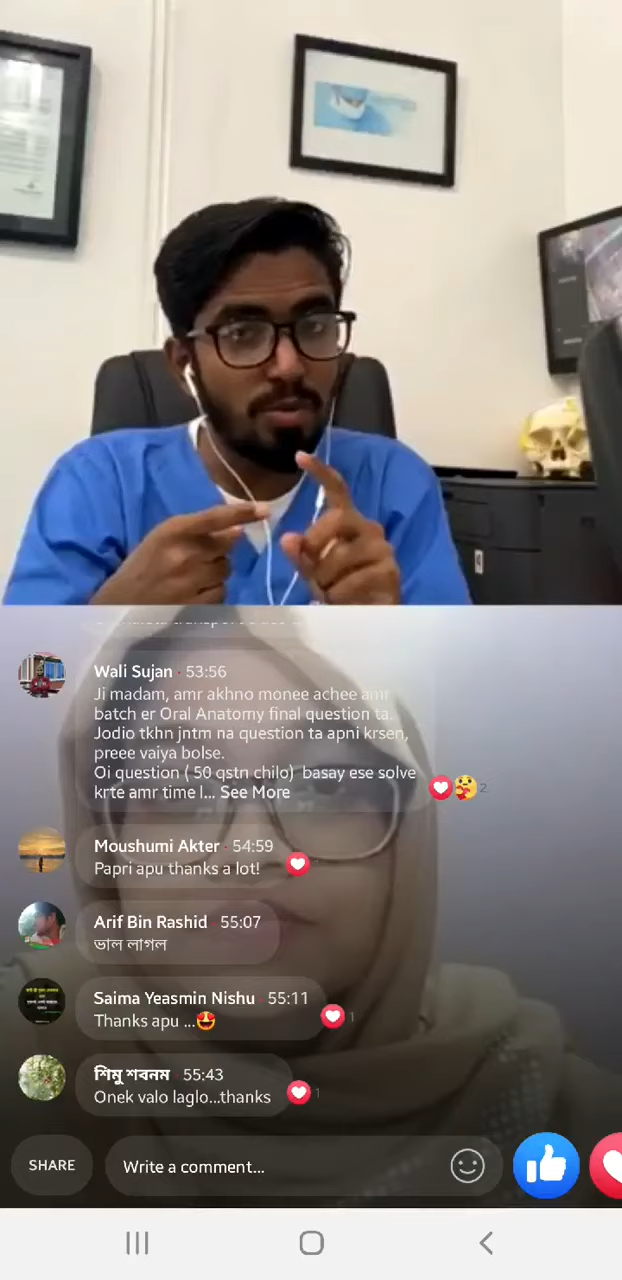 Wali Sujan · 53:56
Ji madam, amr akhno monee achee amr
batch er Oral Anatomy final question ta.
Jodio tkhn jntm na question ta apni krsen,
preee vaiya bolse.
Oi question ( 50 qstn chilo) basay ese solve
krte amr time l... See More
2
Moushumi Akter · 54:59
Papri apu thanks a lot!
Arif Bin Rashid · 55:07
ভাল লাগল
Saima Yeasmin Nishu · 55:11
Thanks apu ...😍
1
শিমু শবনম · 55:43
Onek valo laglo...thanks
1
SHARE
Write a comment...